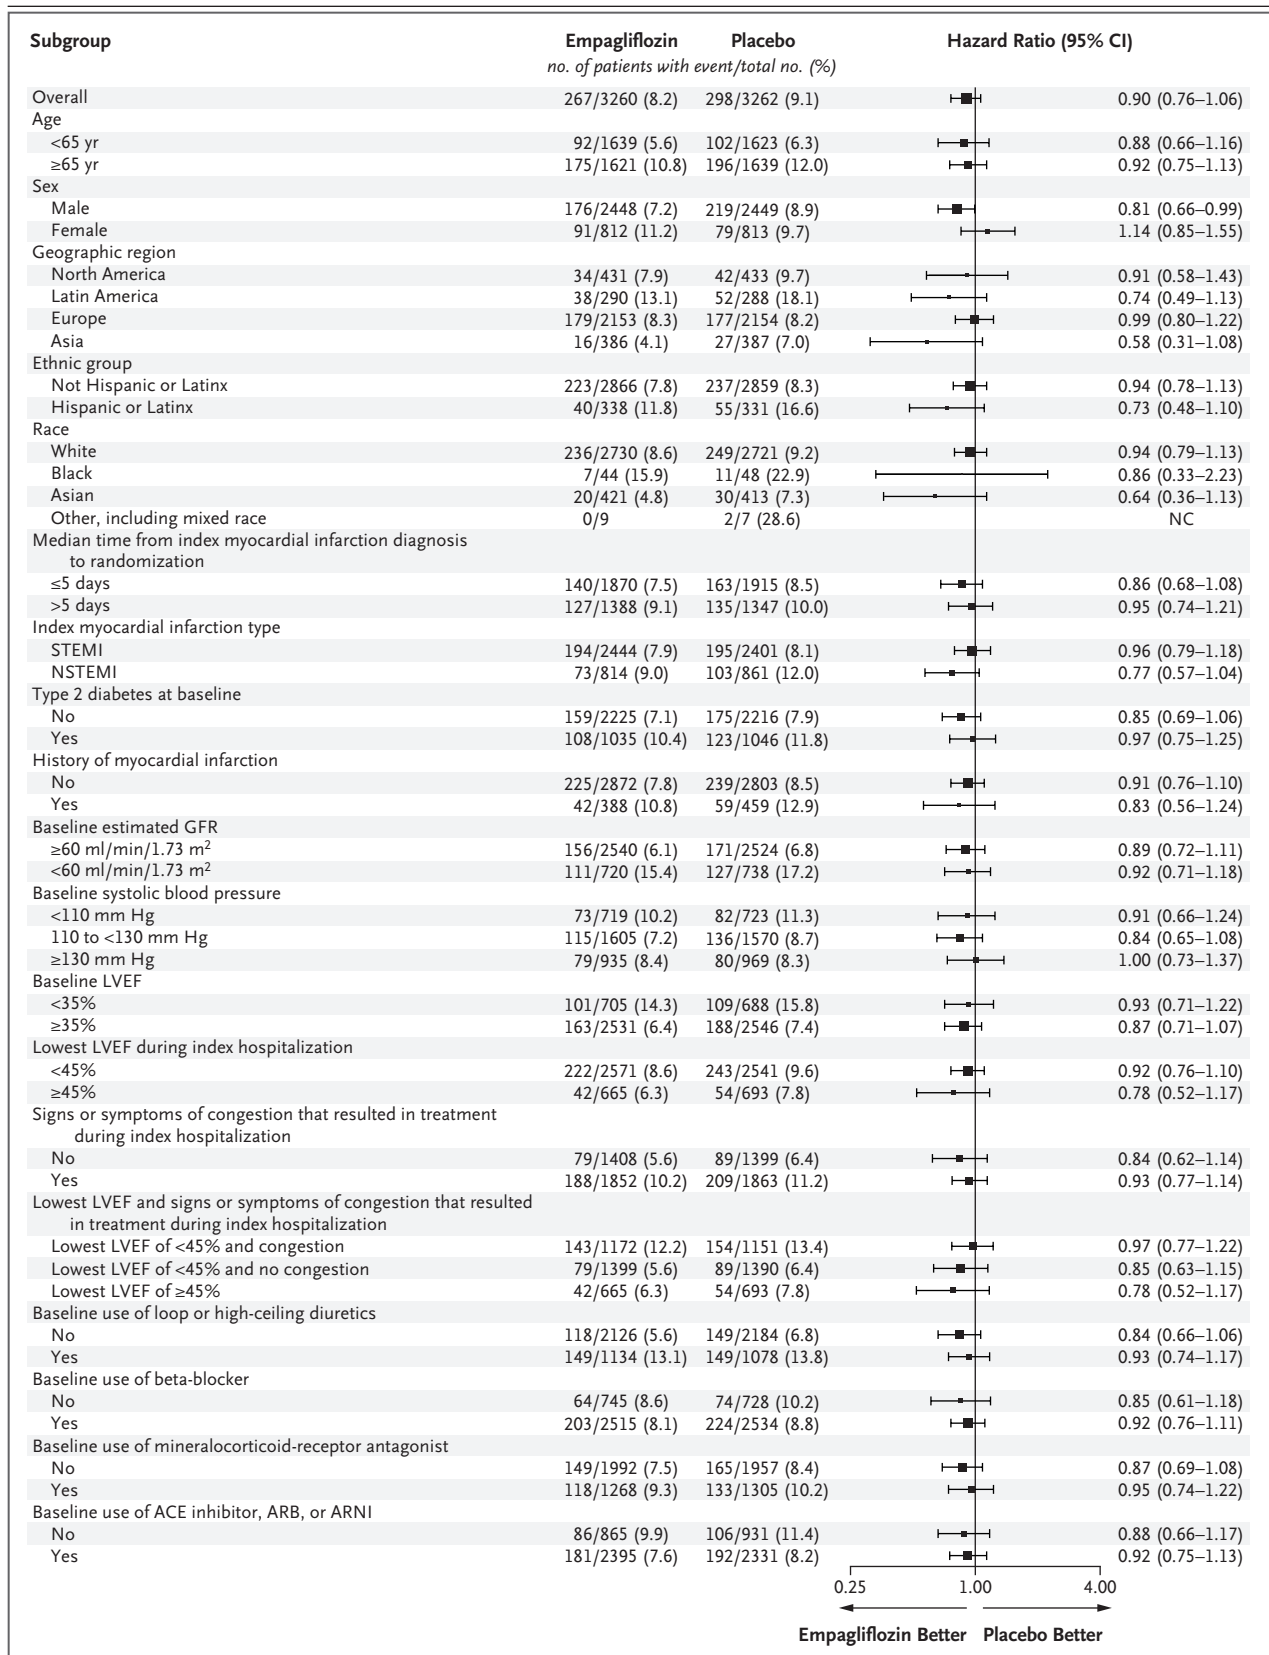 Subgroup Empagliflozin Placebo Hazard Ratio (95% CI)
no. of patients with event/total no. (%)
Overall 267/3260 (8.2) 298/3262 (9.1) 0.90 (0.76–1.06)
Age
<65 yr 92/1639 (5.6) 102/1623 (6.3) 0.88 (0.66–1.16)
≥65 yr 175/1621 (10.8) 196/1639 (12.0) 0.92 (0.75–1.13)
Sex
Male 176/2448 (7.2) 219/2449 (8.9) 0.81 (0.66–0.99)
Female 91/812 (11.2) 79/813 (9.7) 1.14 (0.85–1.55)
Geographic region
North America 34/431 (7.9) 42/433 (9.7) 0.91 (0.58–1.43)
Latin America 38/290 (13.1) 52/288 (18.1) 0.74 (0.49–1.13)
Europe 179/2153 (8.3) 177/2154 (8.2) 0.99 (0.80–1.22)
Asia 16/386 (4.1) 27/387 (7.0) 0.58 (0.31–1.08)
Ethnic group
Not Hispanic or Latinx 223/2866 (7.8) 237/2859 (8.3) 0.94 (0.78–1.13)
Hispanic or Latinx 40/338 (11.8) 55/331 (16.6) 0.73 (0.48–1.10)
Race
White 236/2730 (8.6) 249/2721 (9.2) 0.94 (0.79–1.13)
Black 7/44 (15.9) 11/48 (22.9) 0.86 (0.33–2.23)
Asian 20/421 (4.8) 30/413 (7.3) 0.64 (0.36–1.13)
Other, including mixed race 0/9 2/7 (28.6) NC
Median time from index myocardial infarction diagnosis
to randomization
≤5 days 140/1870 (7.5) 163/1915 (8.5) 0.86 (0.68–1.08)
>5 days 127/1388 (9.1) 135/1347 (10.0) 0.95 (0.74–1.21)
Index myocardial infarction type
STEMI 194/2444 (7.9) 195/2401 (8.1) 0.96 (0.79–1.18)
NSTEMI 73/814 (9.0) 103/861 (12.0) 0.77 (0.57–1.04)
Type 2 diabetes at baseline
No 159/2225 (7.1) 175/2216 (7.9) 0.85 (0.69–1.06)
Yes 108/1035 (10.4) 123/1046 (11.8) 0.97 (0.75–1.25)
History of myocardial infarction
No 225/2872 (7.8) 239/2803 (8.5) 0.91 (0.76–1.10)
Yes 42/388 (10.8) 59/459 (12.9) 0.83 (0.56–1.24)
Baseline estimated GFR
≥60 ml/min/1.73 m² 156/2540 (6.1) 171/2524 (6.8) 0.89 (0.72–1.11)
<60 ml/min/1.73 m² 111/720 (15.4) 127/738 (17.2) 0.92 (0.71–1.18)
Baseline systolic blood pressure
<110 mm Hg 73/719 (10.2) 82/723 (11.3) 0.91 (0.66–1.24)
110 to <130 mm Hg 115/1605 (7.2) 136/1570 (8.7) 0.84 (0.65–1.08)
≥130 mm Hg 79/935 (8.4) 80/969 (8.3) 1.00 (0.73–1.37)
Baseline LVEF
<35% 101/705 (14.3) 109/688 (15.8) 0.93 (0.71–1.22)
≥35% 163/2531 (6.4) 188/2546 (7.4) 0.87 (0.71–1.07)
Lowest LVEF during index hospitalization
<45% 222/2571 (8.6) 243/2541 (9.6) 0.92 (0.76–1.10)
≥45% 42/665 (6.3) 54/693 (7.8) 0.78 (0.52–1.17)
Signs or symptoms of congestion that resulted in treatment
during index hospitalization
No 79/1408 (5.6) 89/1399 (6.4) 0.84 (0.62–1.14)
Yes 188/1852 (10.2) 209/1863 (11.2) 0.93 (0.77–1.14)
Lowest LVEF and signs or symptoms of congestion that resulted
in treatment during index hospitalization
Lowest LVEF of <45% and congestion 143/1172 (12.2) 154/1151 (13.4) 0.97 (0.77–1.22)
Lowest LVEF of <45% and no congestion 79/1399 (5.6) 89/1390 (6.4) 0.85 (0.63–1.15)
Lowest LVEF of ≥45% 42/665 (6.3) 54/693 (7.8) 0.78 (0.52–1.17)
Baseline use of loop or high-ceiling diuretics
No 118/2126 (5.6) 149/2184 (6.8) 0.84 (0.66–1.06)
Yes 149/1134 (13.1) 149/1078 (13.8) 0.93 (0.74–1.17)
Baseline use of beta-blocker
No 64/745 (8.6) 74/728 (10.2) 0.85 (0.61–1.18)
Yes 203/2515 (8.1) 224/2534 (8.8) 0.92 (0.76–1.11)
Baseline use of mineralocorticoid-receptor antagonist
No 149/1992 (7.5) 165/1957 (8.4) 0.87 (0.69–1.08)
Yes 118/1268 (9.3) 133/1305 (10.2) 0.95 (0.74–1.22)
Baseline use of ACE inhibitor, ARB, or ARNI
No 86/865 (9.9) 106/931 (11.4) 0.88 (0.66–1.17)
Yes 181/2395 (7.6) 192/2331 (8.2) 0.92 (0.75–1.13)
0.25 1.00 4.00
Empagliflozin Better Placebo Better